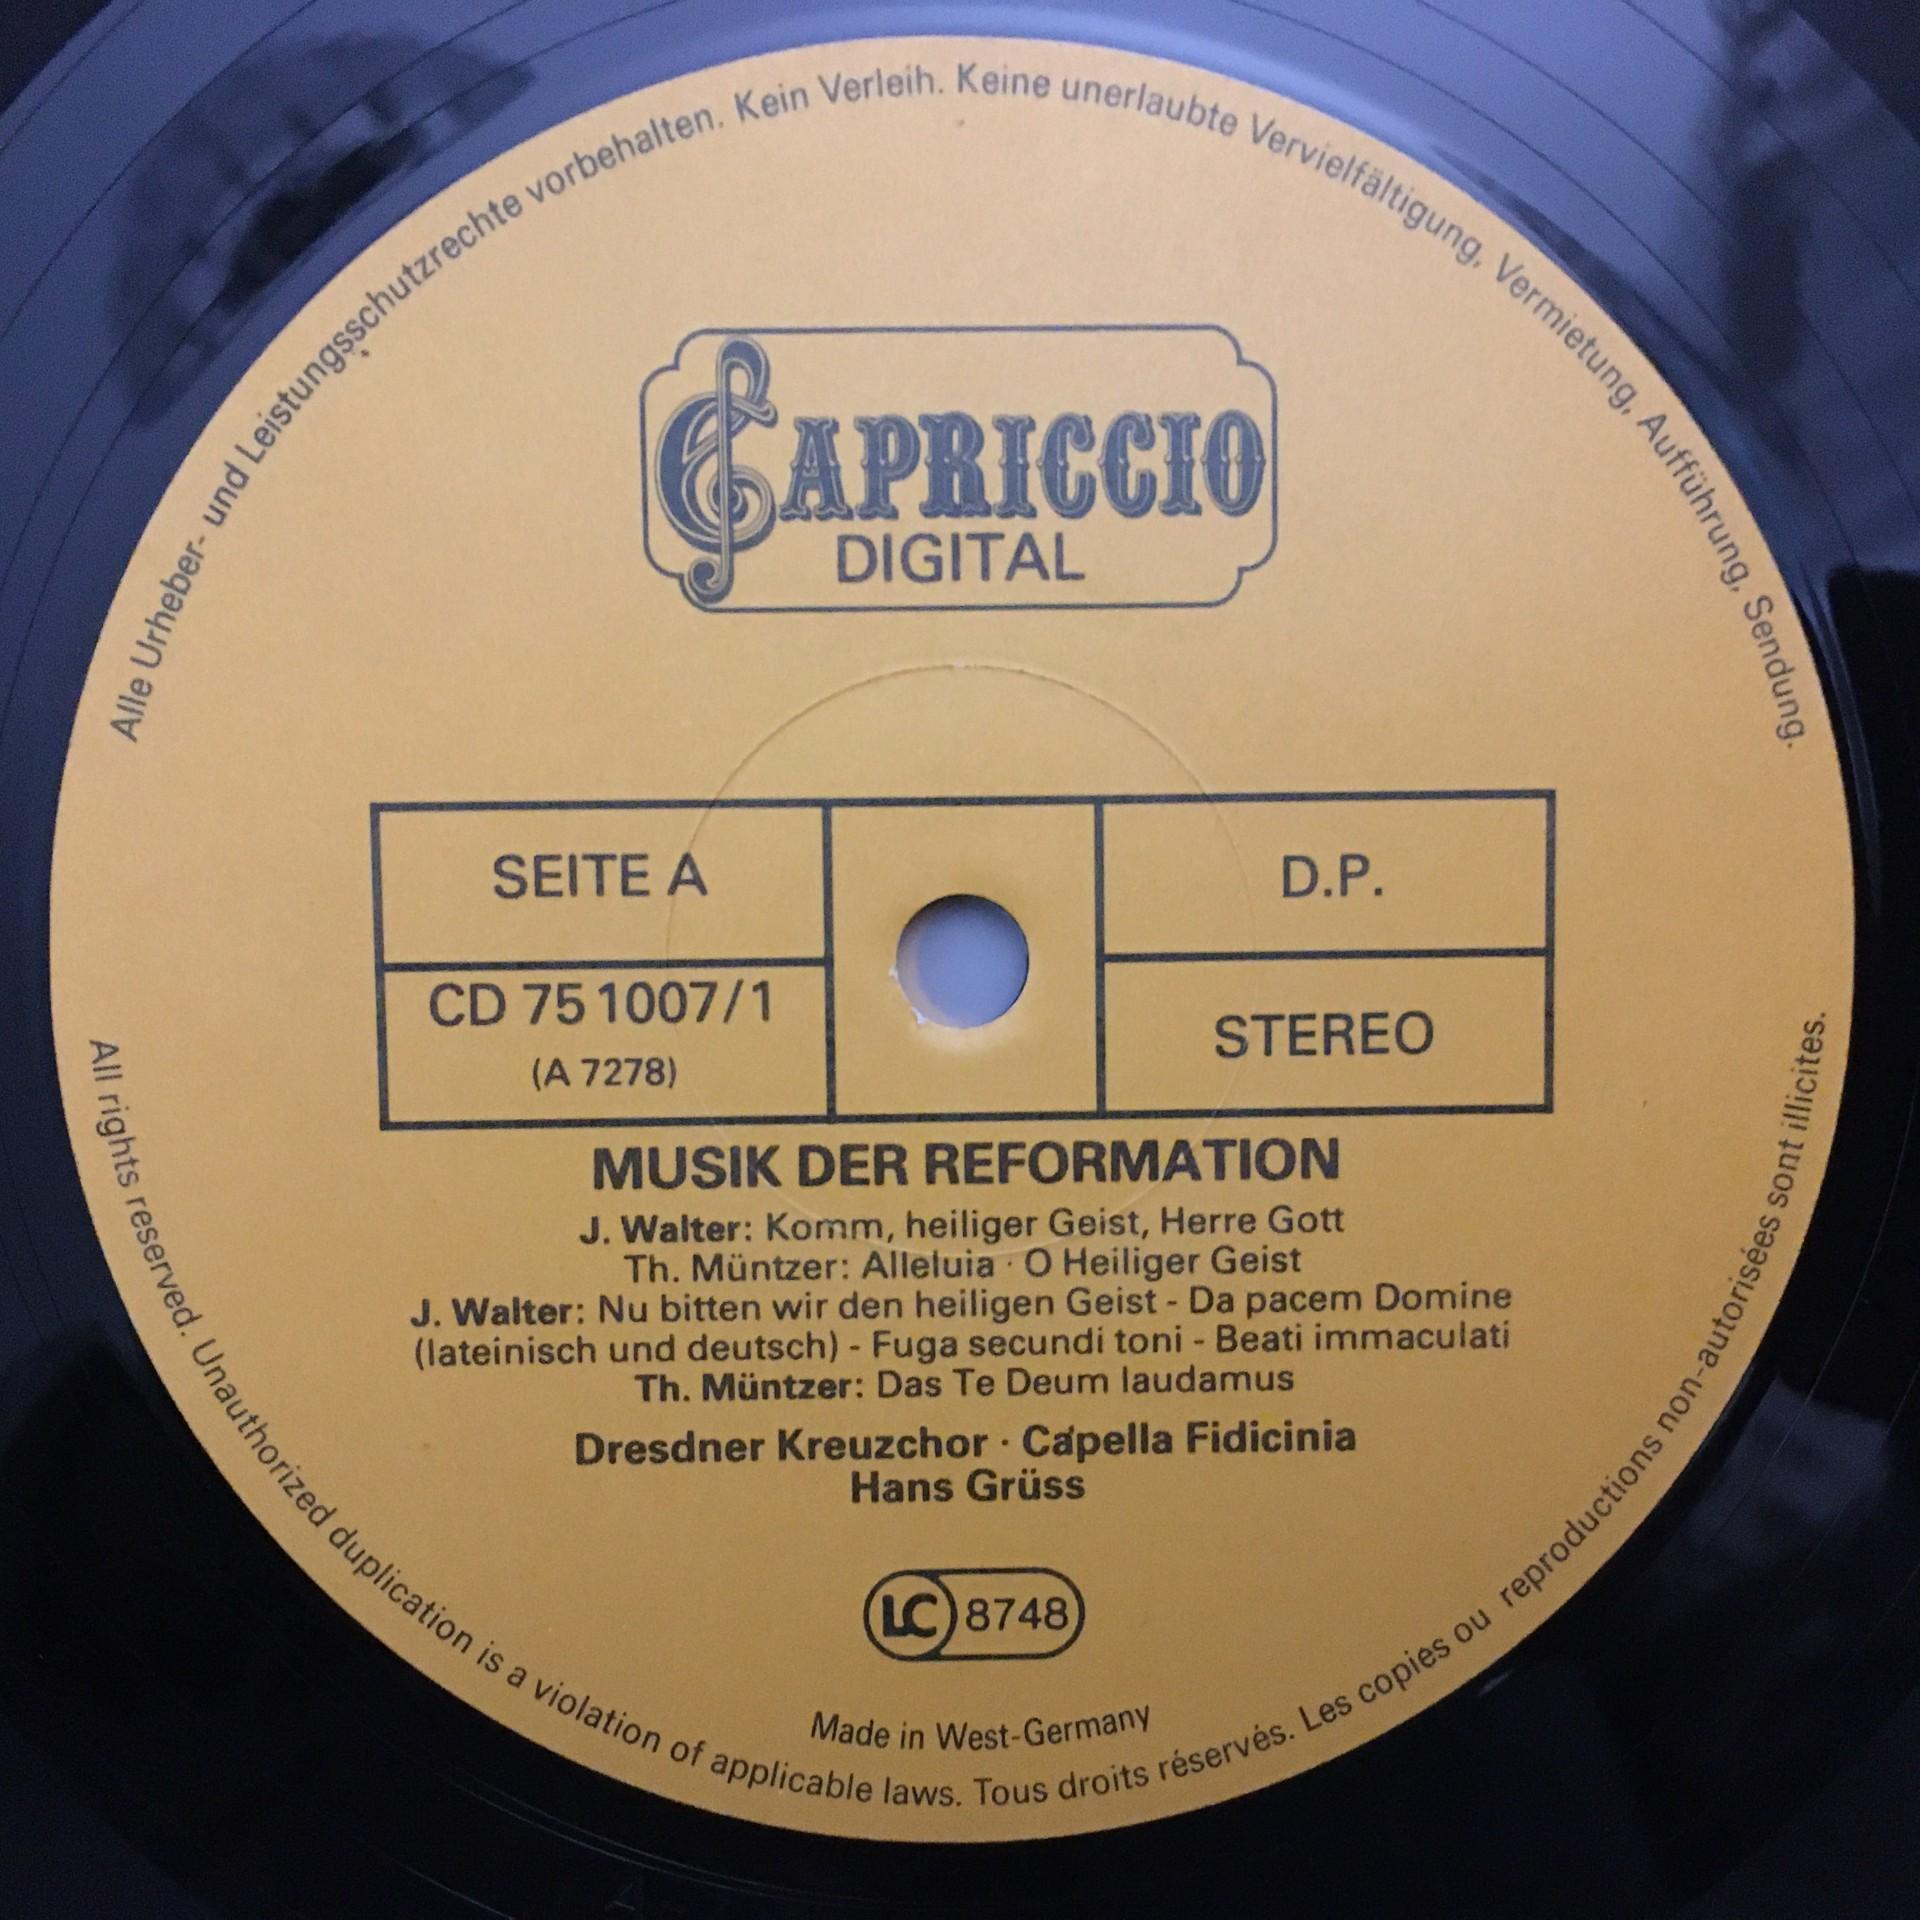 Alle Urheber- und Leistungsschutzrechte vorbehalten. Kein Verleih. Keine unerlaubte Vervielfältigung, Vermietung, Aufführung, Sendung.
CAPRICCIO
DIGITAL
SEITE A
D.P.
CD 75 1007/1
(A 7278)
STEREO
MUSIK DER REFORMATION
J. Walter: Komm, heiliger Geist, Herre Gott
Th. Müntzer: Alleluia · O Heiliger Geist
J. Walter: Nu bitten wir den heiligen Geist - Da pacem Domine
(lateinisch und deutsch) - Fuga secundi toni - Beati immaculati
Th. Müntzer: Das Te Deum laudamus
Dresdner Kreuzchor · Capella Fidicinia
Hans Grüss
LC 8748
Made in West-Germany
All rights reserved. Unauthorized duplication is a violation of applicable laws. Tous droits réservés. Les copies ou reproductions non-autorisées sont illicites.